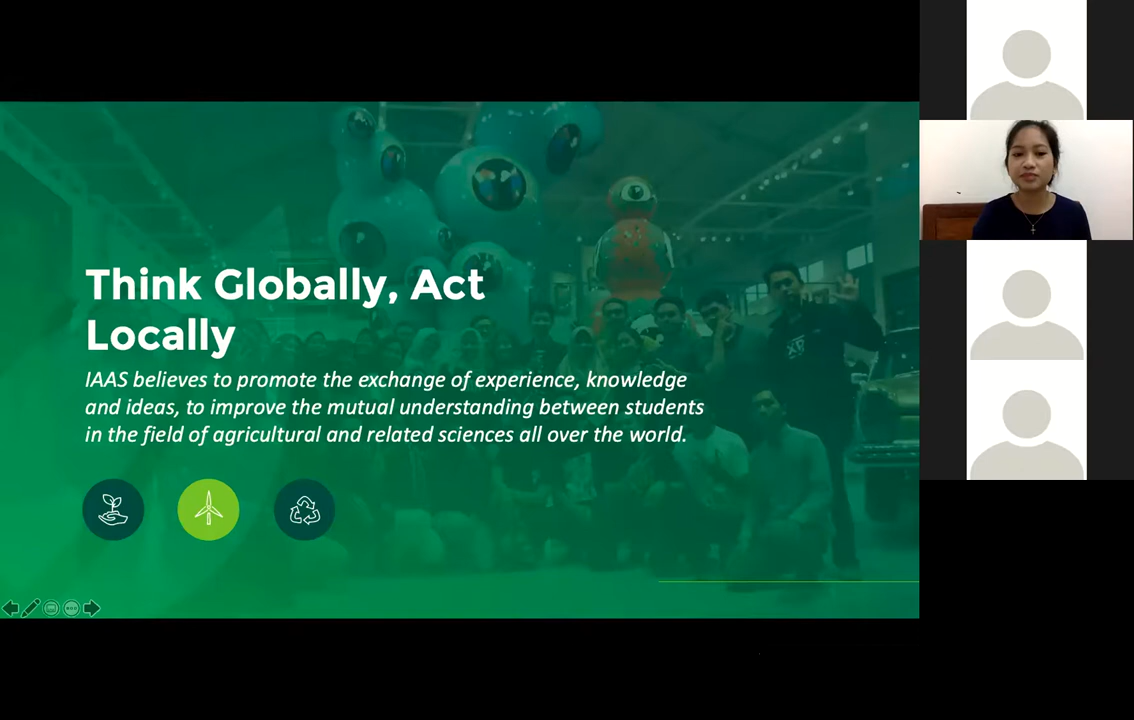 Think Globally, Act
Locally
IAAS believes to promote the exchange of experience, knowledge
and ideas, to improve the mutual understanding between students
in the field of agricultural and related sciences all over the world.